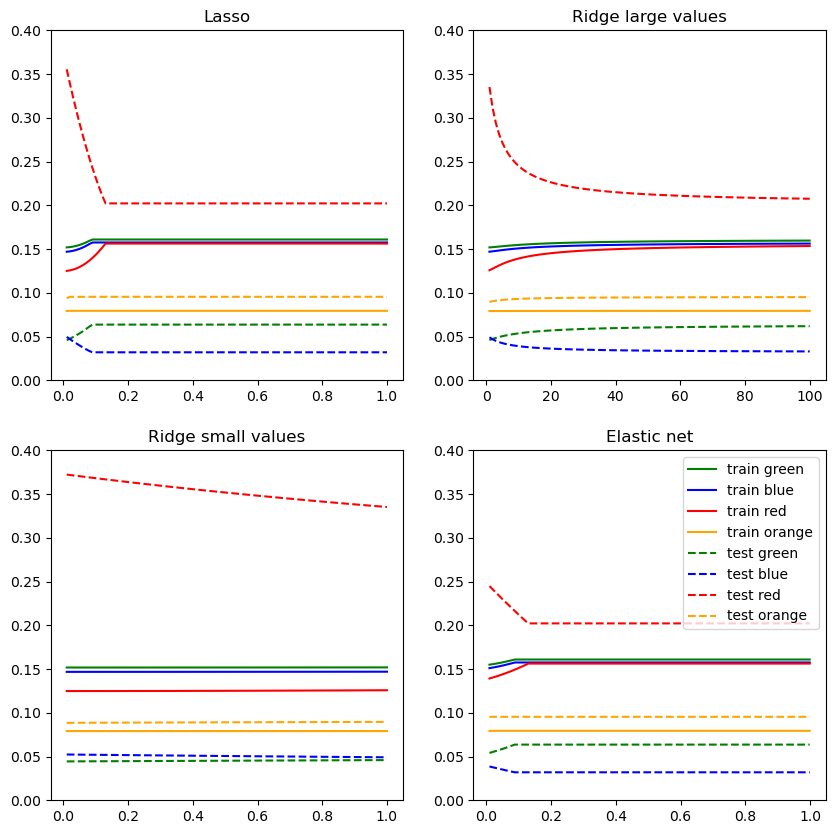 Lasso
0.40
0.35
0.30
0.25
0.20
0.15
0.10
0.05
0.00
0.0 0.2 0.4 0.6 0.8 1.0
Ridge large values
0.40
0.35
0.30
0.25
0.20
0.15
0.10
0.05
0.00
0 20 40 60 80 100
Ridge small values
0.40
0.35
0.30
0.25
0.20
0.15
0.10
0.05
0.00
0.0 0.2 0.4 0.6 0.8 1.0
Elastic net
0.40
0.35
0.30
0.25
0.20
0.15
0.10
0.05
0.00
0.0 0.2 0.4 0.6 0.8 1.0
train green
train blue
train red
train orange
test green
test blue
test red
test orange